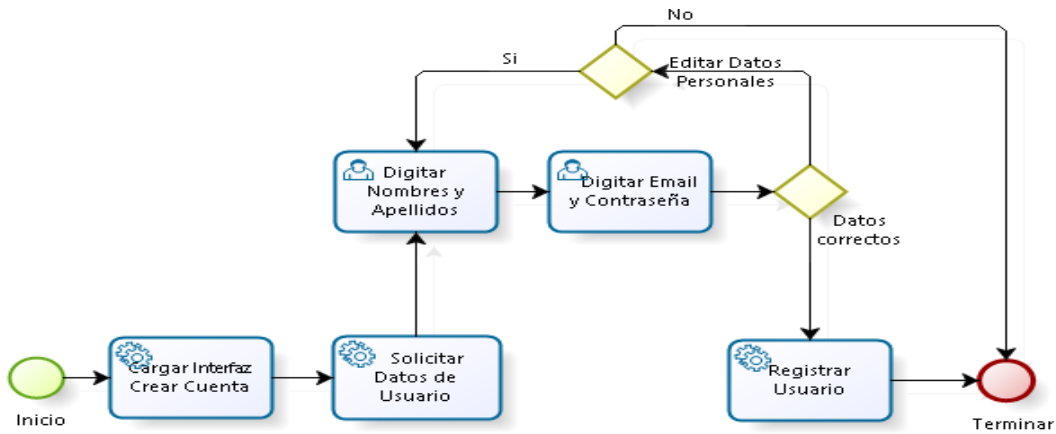 No
Si
Editar Datos
Personales
Digitar
Nombres y
Apellidos
Digitar Email
y Contraseña
Datos
correctos
Inicio
Cargar Interfaz
Crear Cuenta
Solicitar
Datos de
Usuario
Registrar
Usuario
Terminar